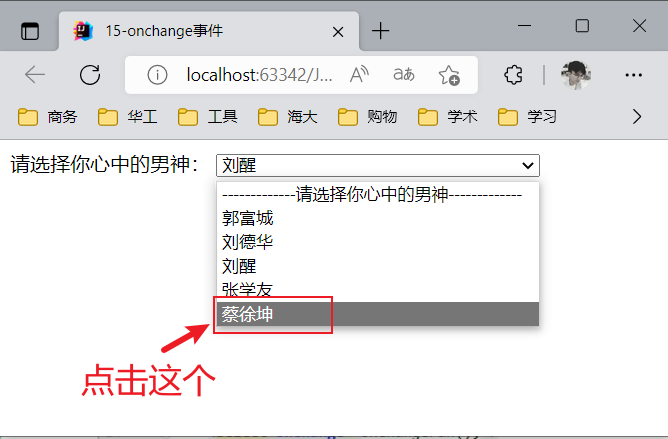 15-onchange事件
localhost:63342/J...
商务 华工 工具 海大 购物 学术 学习
请选择你心中的男神： 刘醒
-------------请选择你心中的男神-------------
郭富城
刘德华
刘醒
张学友
蔡徐坤
点击这个